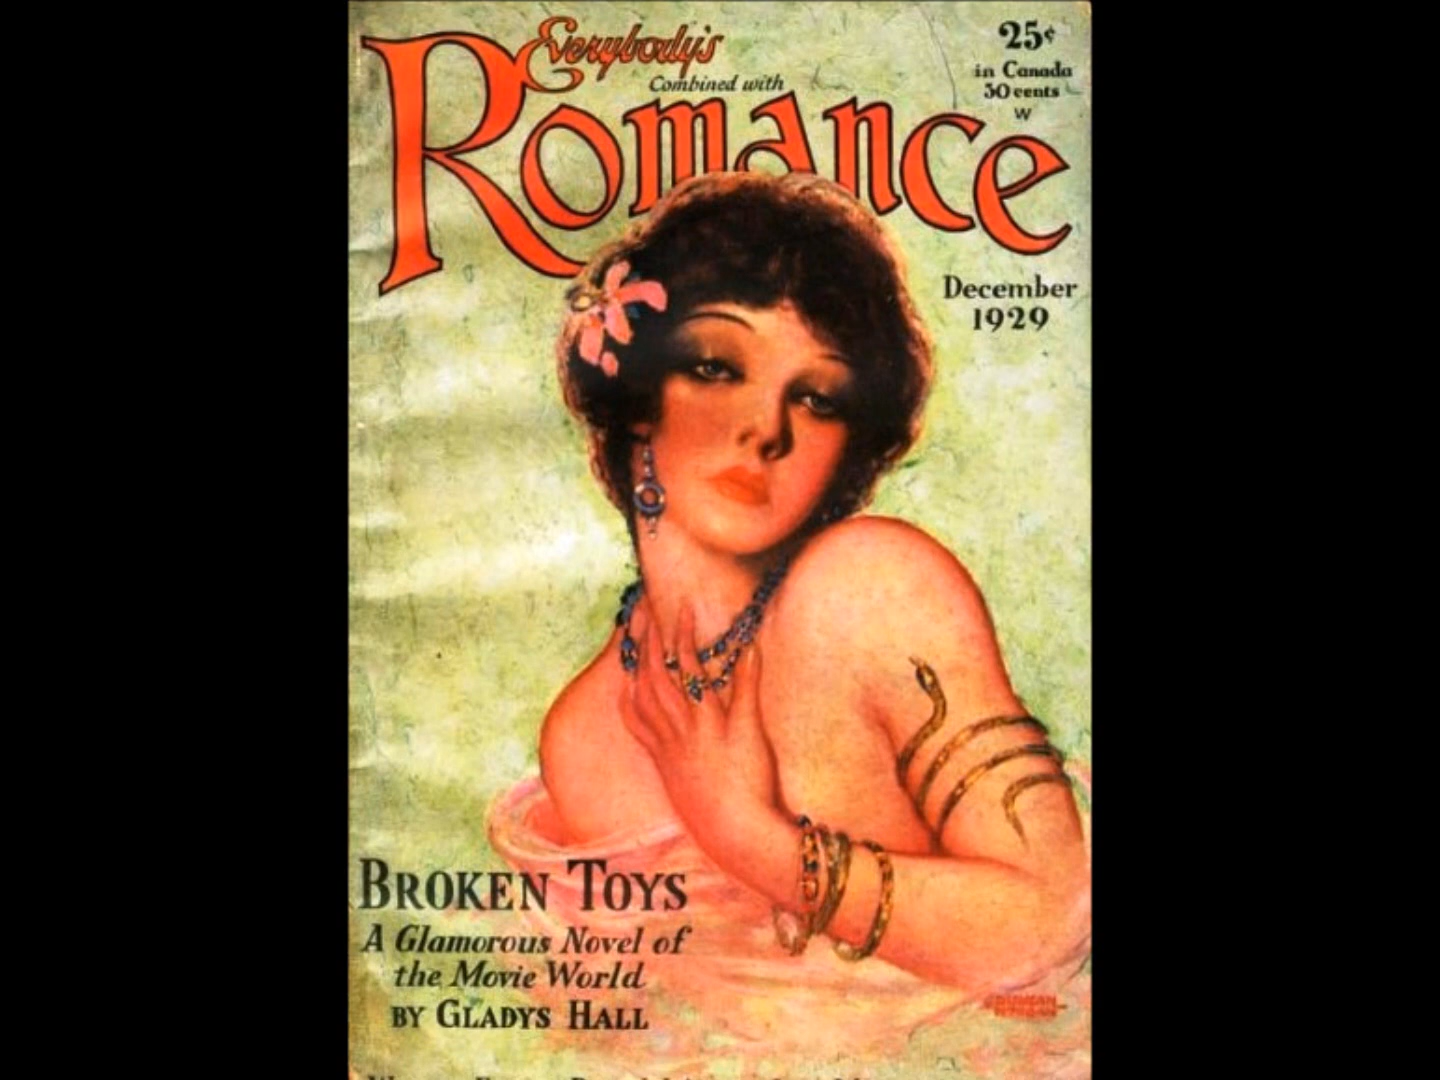 Everybody's
Combined with
Romance
25¢
in Canada
30 cents
W
December
1929
BROKEN TOYS
A Glamorous Novel of
the Movie World
BY GLADYS HALL